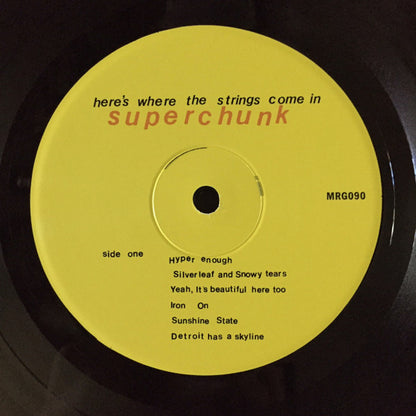 here's where the strings come in
superchunk
MRG090
side one
Hyper enough
Silverleaf and Snowy tears
Yeah, It's beautiful here too
Iron On
Sunshine State
Detroit has a skyline